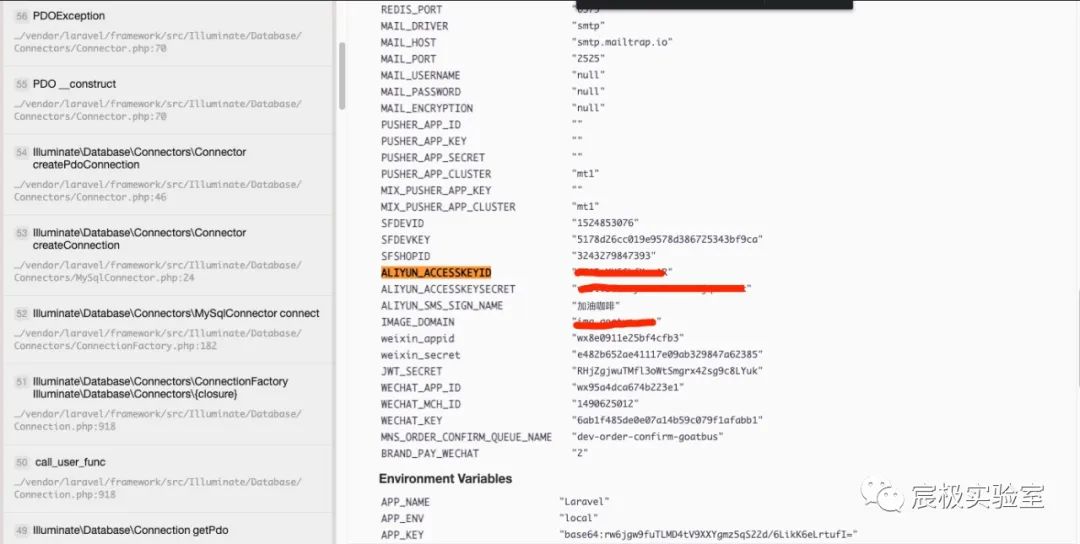 56 PDOException
…/vendor/laravel/framework/src/Illuminate/Database/
Connectors/Connector.php:70
55 PDO __construct
…/vendor/laravel/framework/src/Illuminate/Database/
Connectors/Connector.php:70
54 Illuminate\Database\Connectors\Connector
createPdoConnection
…/vendor/laravel/framework/src/Illuminate/Database/
Connectors/Connector.php:46
53 Illuminate\Database\Connectors\Connector
createConnection
…/vendor/laravel/framework/src/Illuminate/Database/
Connectors/MySqlConnector.php:24
52 Illuminate\Database\Connectors\MySqlConnector connect
…/vendor/laravel/framework/src/Illuminate/Database/
Connectors/ConnectionFactory.php:182
51 Illuminate\Database\Connectors\ConnectionFactory
Illuminate\Database\Connectors\{closure}
…/vendor/laravel/framework/src/Illuminate/Database/
Connection.php:918
50 call_user_func
…/vendor/laravel/framework/src/Illuminate/Database/
Connection.php:918
49 Illuminate\Database\Connection getPdo
REDIS_PORT "6379"
MAIL_DRIVER "smtp"
MAIL_HOST "smtp.mailtrap.io"
MAIL_PORT "2525"
MAIL_USERNAME "null"
MAIL_PASSWORD "null"
MAIL_ENCRYPTION "null"
PUSHER_APP_ID ""
PUSHER_APP_KEY ""
PUSHER_APP_SECRET ""
PUSHER_APP_CLUSTER "mt1"
MIX_PUSHER_APP_KEY ""
MIX_PUSHER_APP_CLUSTER "mt1"
SFDEVID "1524853076"
SFDEVKEY "5178d26cc019e9578d386725343bf9ca"
SFSHOPID "3243279847393"
ALIYUN_ACCESSKEYID
ALIYUN_ACCESSKEYSECRET
ALIYUN_SMS_SIGN_NAME "加油咖啡"
IMAGE_DOMAIN
weixin_appid "wx8e0911e25bf4cfb3"
weixin_secret "e482b652ae41117e09ab329847a62385"
JWT_SECRET "RHjZgjwuTMfl3oWtSmgrx42sg9c8LYuk"
WECHAT_APP_ID "wx95a4dca674b223e1"
WECHAT_MCH_ID "1490625012"
WECHAT_KEY "6ab1f485de0e07a14b59c079f1afabb1"
MNS_ORDER_CONFIRM_QUEUE_NAME "dev-order-confirm-goatbus"
BRAND_PAY_WECHAT "2"
Environment Variables
APP_NAME "Laravel"
APP_ENV "local"
APP_KEY "base64:rw6jgw9fuTLMD4tV9XXYgmz5qS2Zd/6LikK6eLrtufI="
宸极实验室